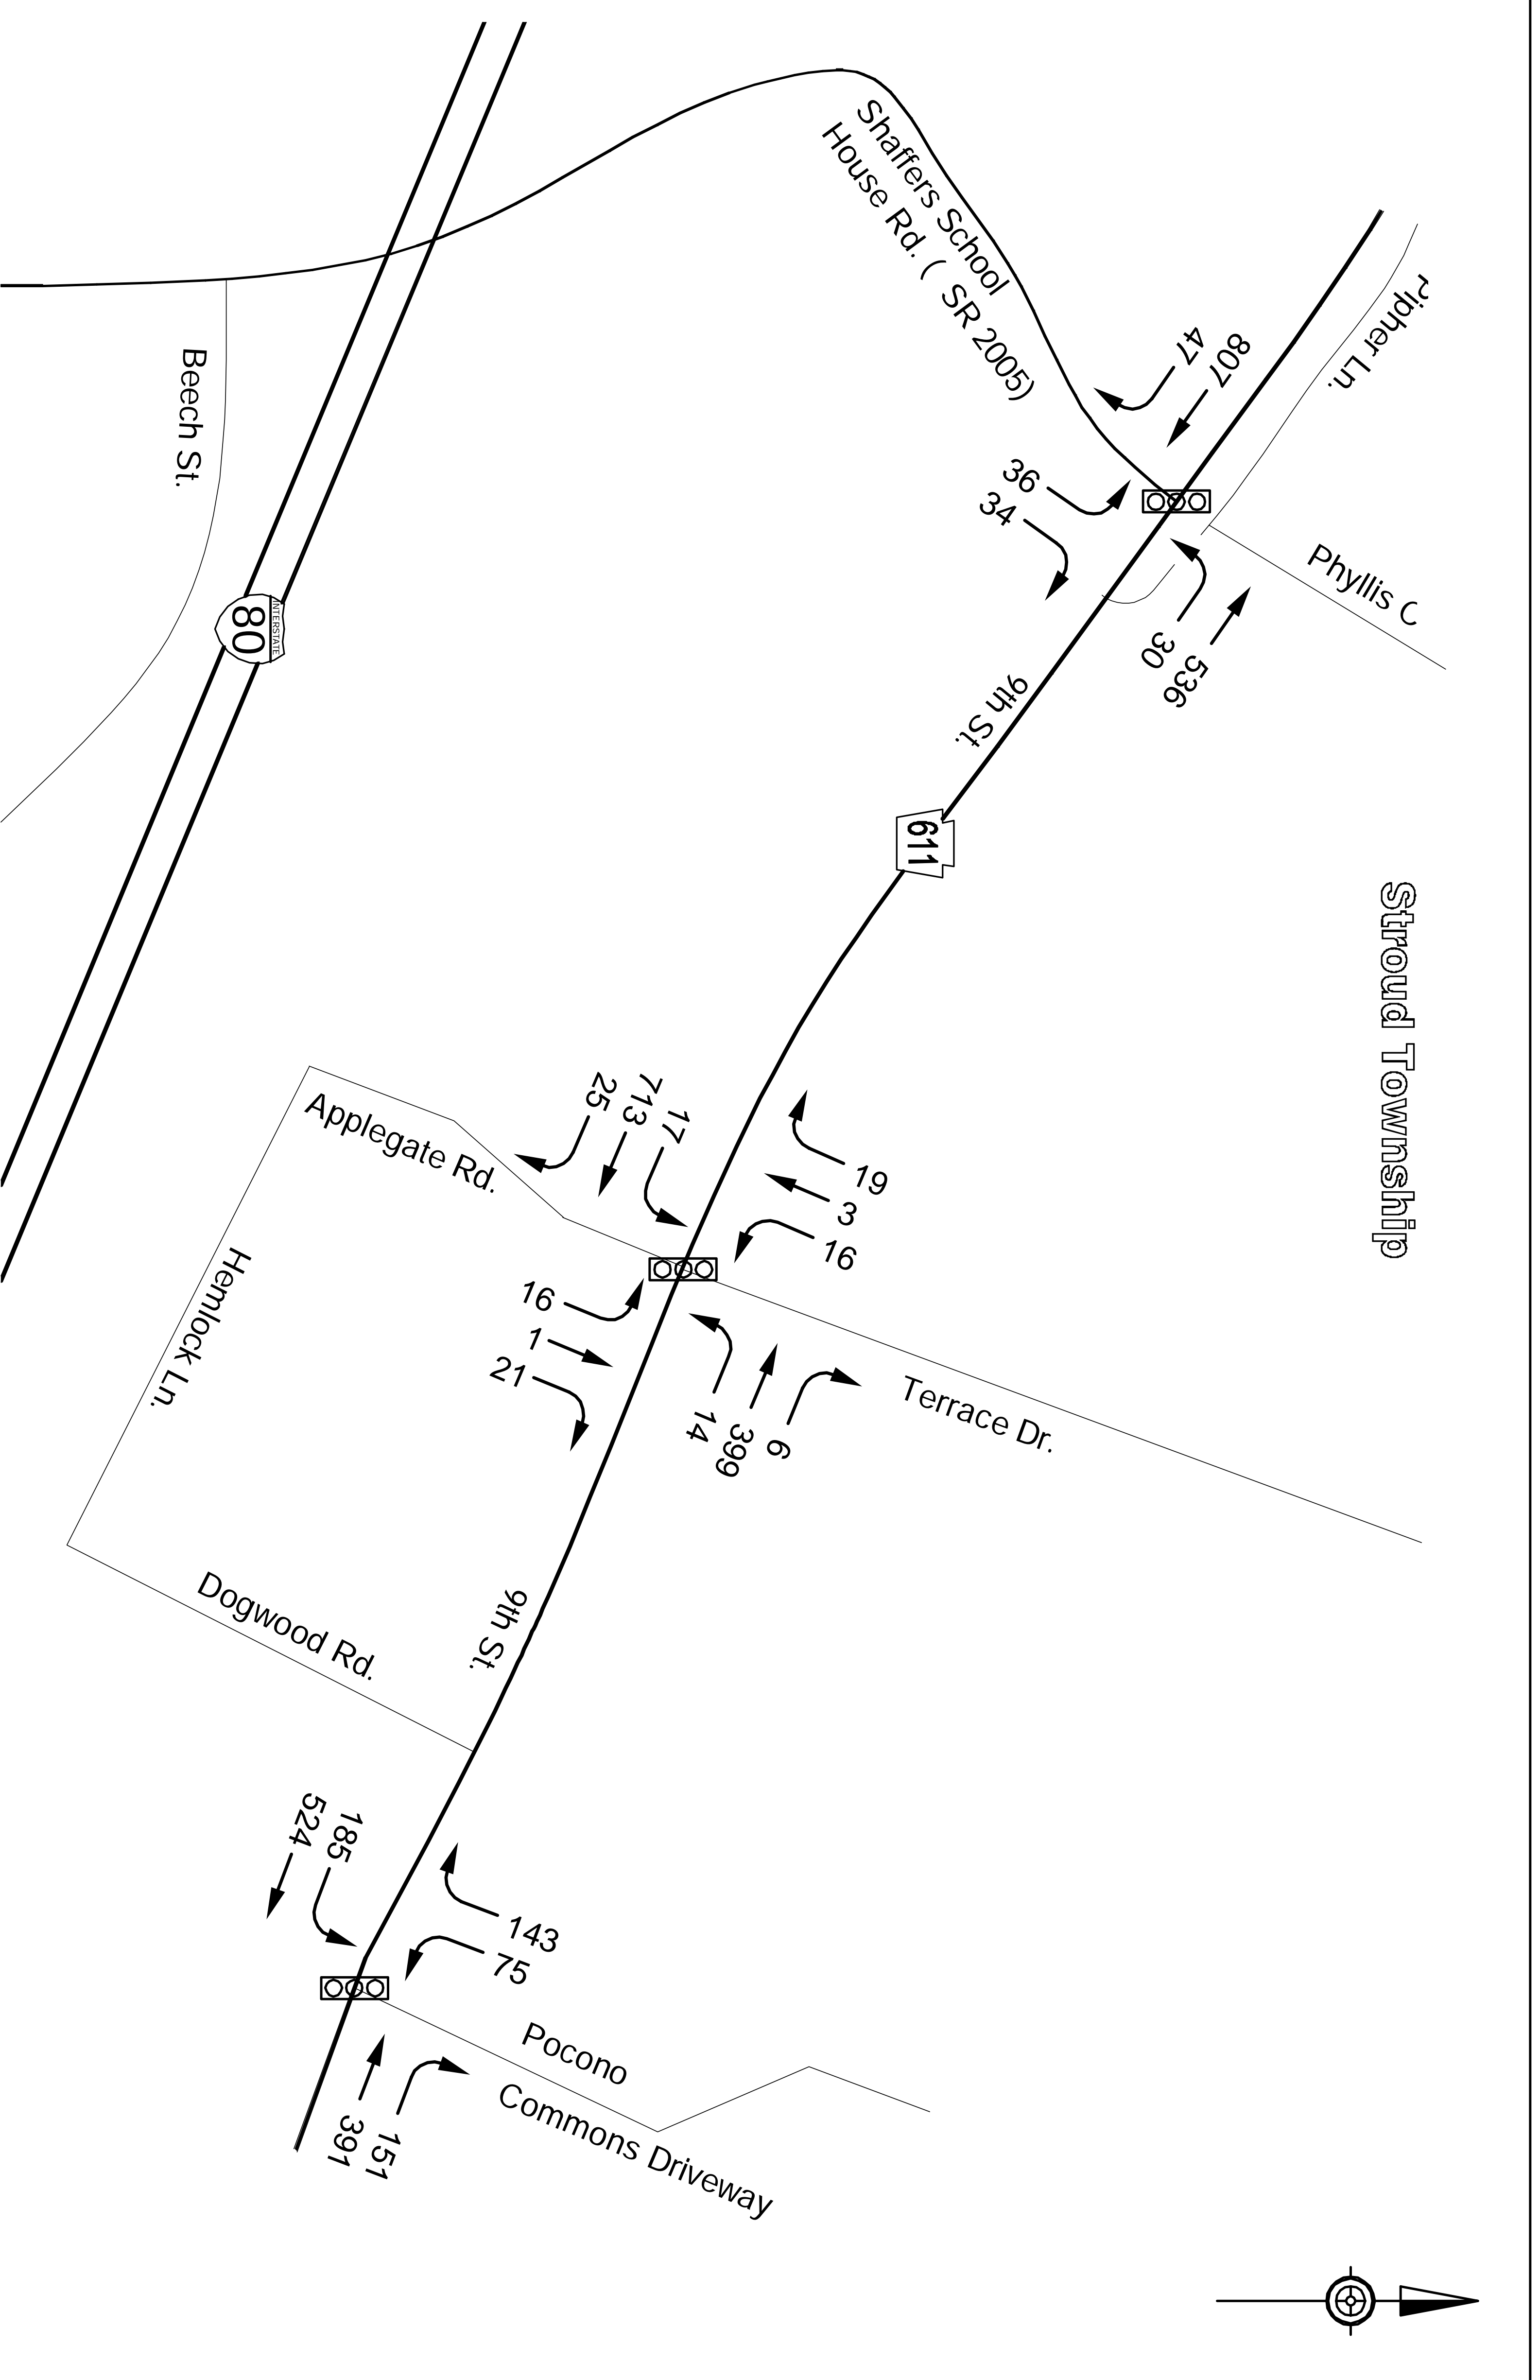 Shaffers School
House Rd. ( SR 2005)
ipher Ln.
47
807
36
34
Phyllis C
30
536
Beech St.
INTERSTATE
80
9th St.
611
Stroud Township
25
713
17
19
3
16
Applegate Rd.
16
1
21
14
399
6
Terrace Dr.
Hemlock Ln.
Dogwood Rd.
9th St.
524
185
143
75
391
151
Pocono
Commons Driveway